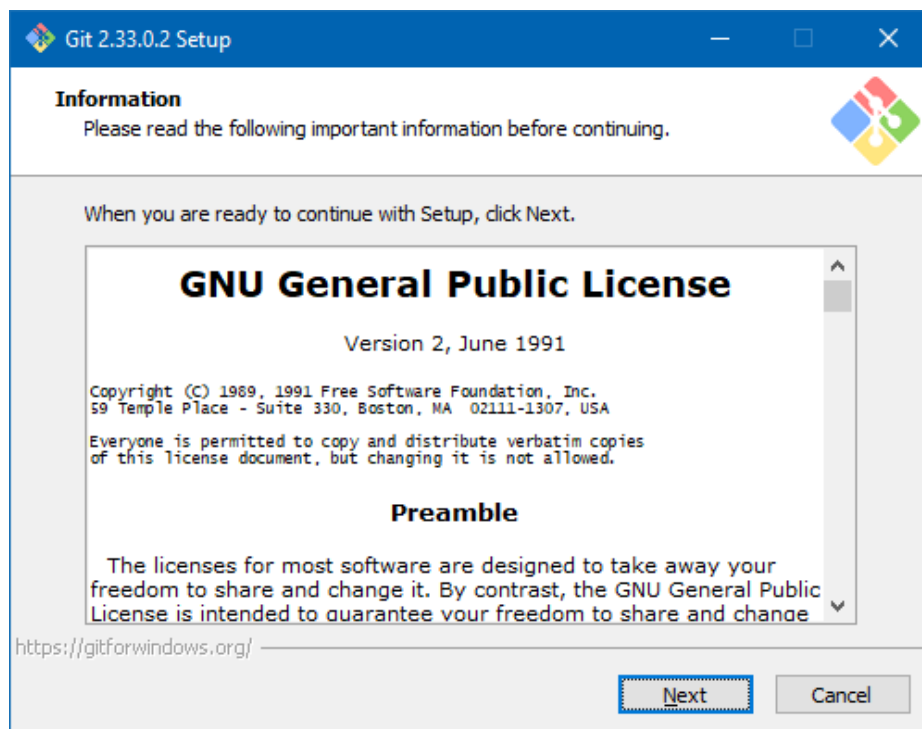 Git 2.33.0.2 Setup
Information
Please read the following important information before continuing.
When you are ready to continue with Setup, click Next.
GNU General Public License
Version 2, June 1991
Copyright (C) 1989, 1991 Free Software Foundation, Inc.
59 Temple Place - Suite 330, Boston, MA  02111-1307, USA
Everyone is permitted to copy and distribute verbatim copies
of this license document, but changing it is not allowed.
Preamble
The licenses for most software are designed to take away your
freedom to share and change it. By contrast, the GNU General Public
License is intended to guarantee your freedom to share and change
https://gitforwindows.org/
Next
Cancel